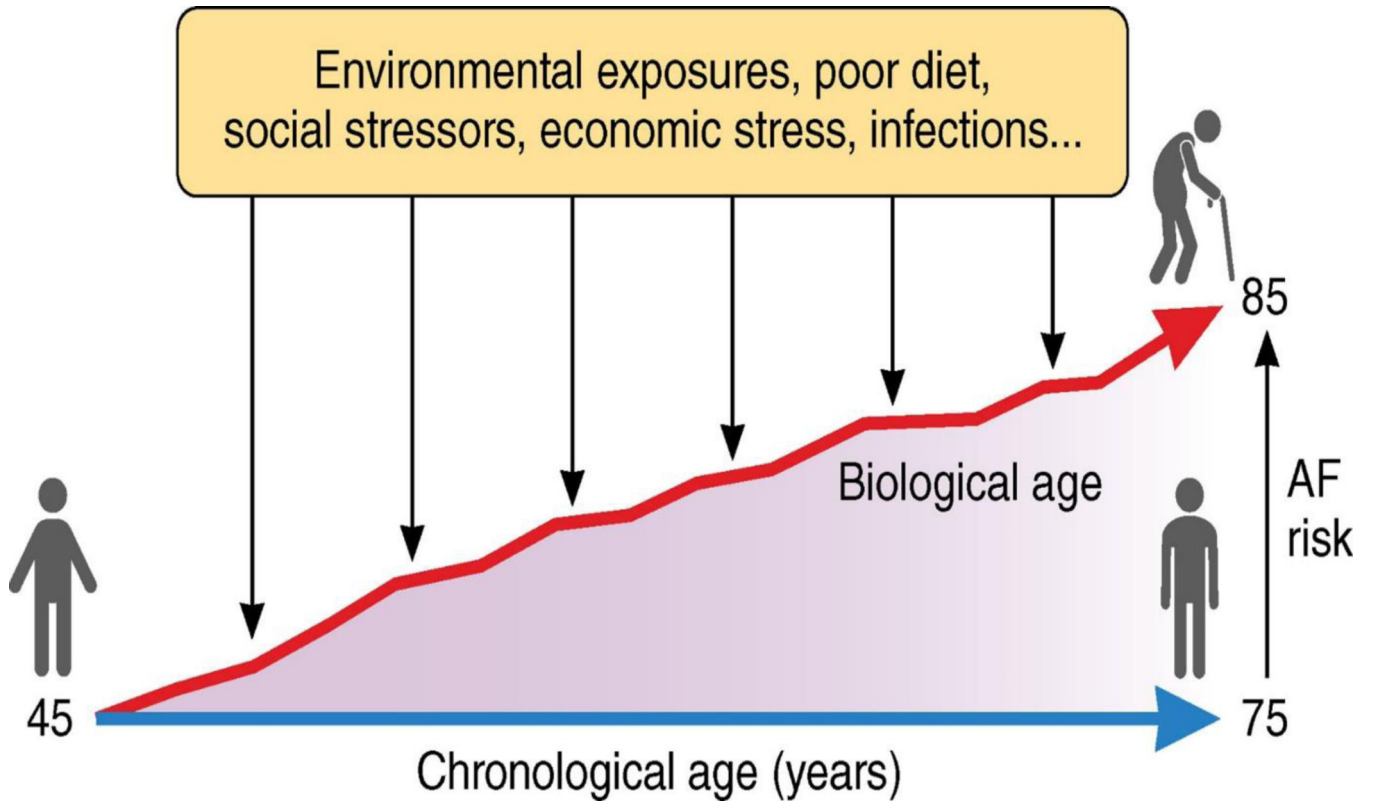 Environmental exposures, poor diet,
social stressors, economic stress, infections...
85
Biological age
AF
risk
45
75
Chronological age (years)